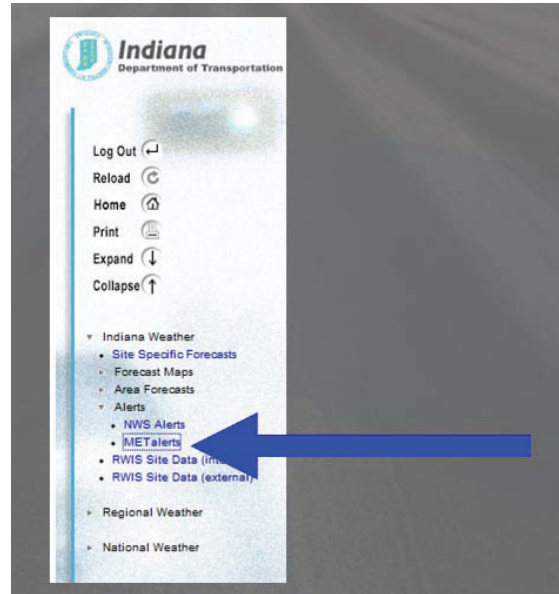 Indiana
Department of Transportation
Log Out
Reload
Home
Print
Expand
Collapse
Indiana Weather
Site Specific Forecasts
Forecast Maps
Area Forecasts
Alerts
NWS Alerts
METalerts
RWIS Site Data
RWIS Site Data (external)
Regional Weather
National Weather